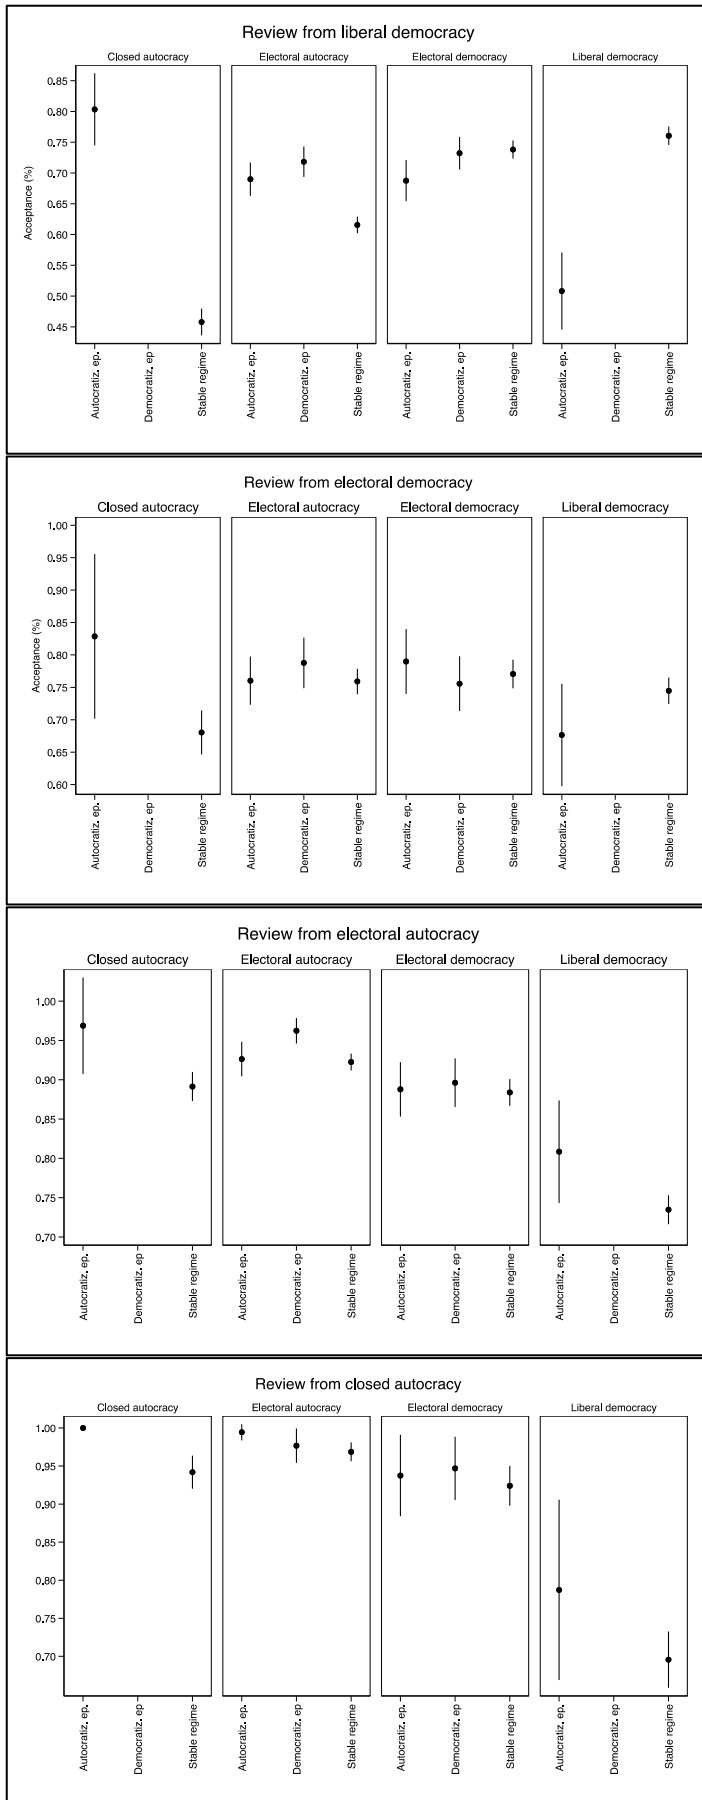 Review from liberal democracy
Closed autocracy Electoral autocracy Electoral democracy Liberal democracy
Acceptance (%)
0.85
0.80
0.75
0.70
0.65
0.60
0.55
0.50
0.45
Autocratiz. ep. Democratiz. ep Stable regime Autocratiz. ep. Democratiz. ep Stable regime Autocratiz. ep. Democratiz. ep Stable regime Autocratiz. ep. Democratiz. ep Stable regime
Review from electoral democracy
Closed autocracy Electoral autocracy Electoral democracy Liberal democracy
Acceptance (%)
1.00
0.95
0.90
0.85
0.80
0.75
0.70
0.65
0.60
Autocratiz. ep. Democratiz. ep Stable regime Autocratiz. ep. Democratiz. ep Stable regime Autocratiz. ep. Democratiz. ep Stable regime Autocratiz. ep. Democratiz. ep Stable regime
Review from electoral autocracy
Closed autocracy Electoral autocracy Electoral democracy Liberal democracy
1.00
0.95
0.90
0.85
0.80
0.75
0.70
Autocratiz. ep. Democratiz. ep Stable regime Autocratiz. ep. Democratiz. ep Stable regime Autocratiz. ep. Democratiz. ep Stable regime Autocratiz. ep. Democratiz. ep Stable regime
Review from closed autocracy
Closed autocracy Electoral autocracy Electoral democracy Liberal democracy
1.00
0.95
0.90
0.85
0.80
0.75
0.70
Autocratiz. ep. Democratiz. ep Stable regime Autocratiz. ep. Democratiz. ep Stable regime Autocratiz. ep. Democratiz. ep Stable regime Autocratiz. ep. Democratiz. ep Stable regime